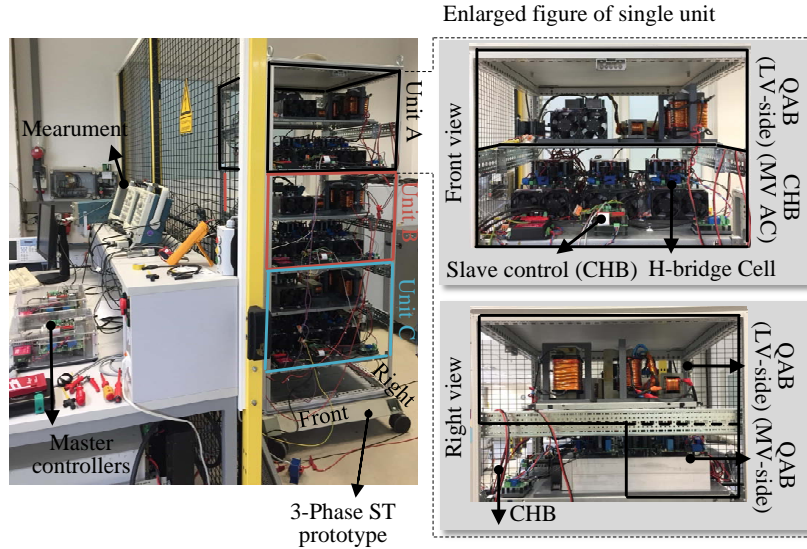 Enlarged figure of single unit
Mearument
Unit A
Unit B
Unit C
Front
Right
Master
controllers
3-Phase ST
prototype
Front view
QAB
(LV-side)
CHB
(MV AC)
Slave control (CHB)
H-bridge Cell
Right view
QAB
(LV-side)
QAB
(MV-side)
CHB